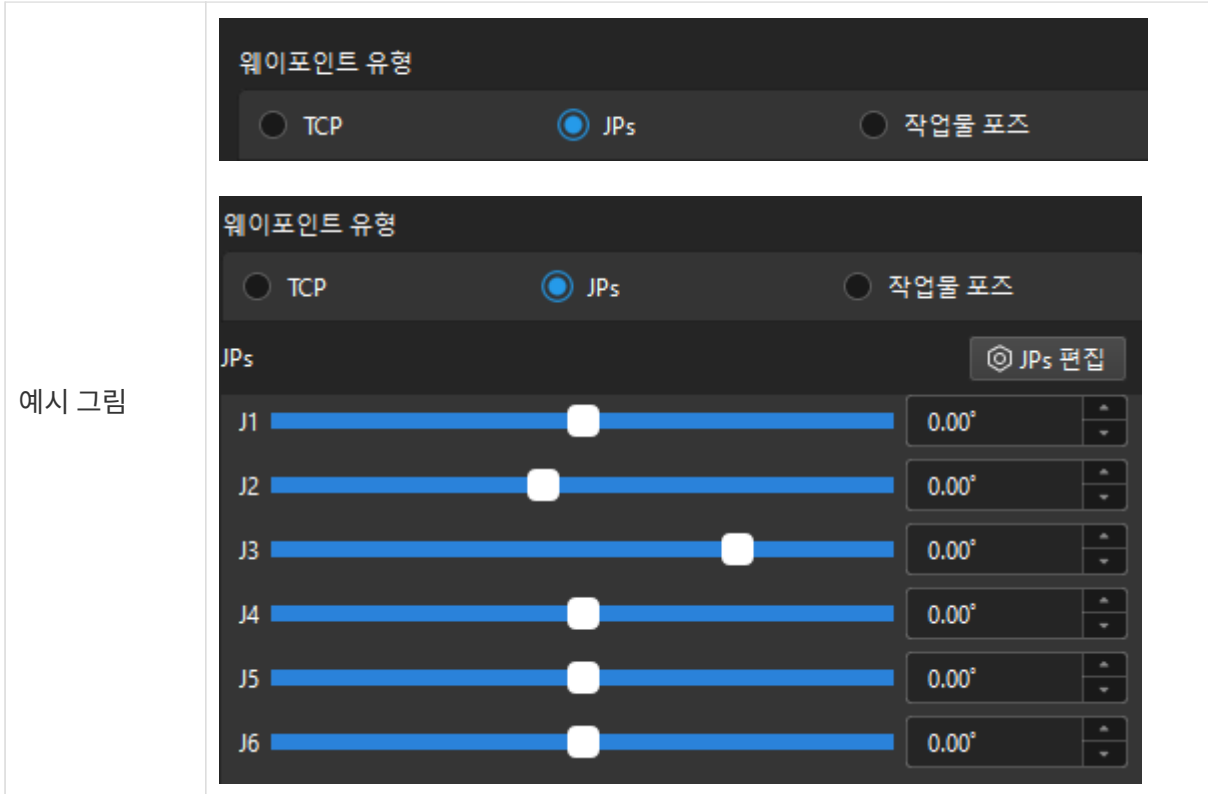 웨이포인트 유형
TCP JPs 작업물 포즈
웨이포인트 유형
TCP JPs 작업물 포즈
JPs JPs 편집
예시 그림
J1 0.00°
J2 0.00°
J3 0.00°
J4 0.00°
J5 0.00°
J6 0.00°